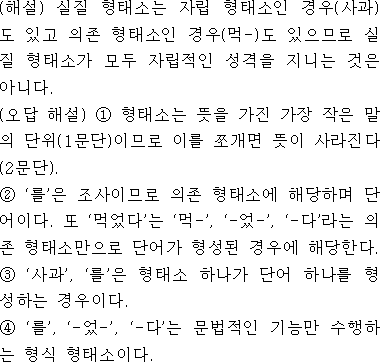 (해설) 실질 형태소는 자립 형태소인 경우(사과)
도 있고 의존 형태소인 경우(먹-)도 있으므로 실
질 형태소가 모두 자립적인 성격을 지니는 것은
아니다.
(오답 해설) ① 형태소는 뜻을 가진 가장 작은 말
의 단위(1문단)이므로 이를 쪼개면 뜻이 사라진다
(2문단).
② ‘를’은 조사이므로 의존 형태소에 해당하며 단
어이다. 또 ‘먹었다’는 ‘먹-’, ‘-었-’, ‘-다’라는 의
존 형태소만으로 단어가 형성된 경우에 해당한다.
③ ‘사과’, ‘를’은 형태소 하나가 단어 하나를 형
성하는 경우이다.
④ ‘를’, ‘-었-’, ‘-다’는 문법적인 기능만 수행하
는 형식 형태소이다.